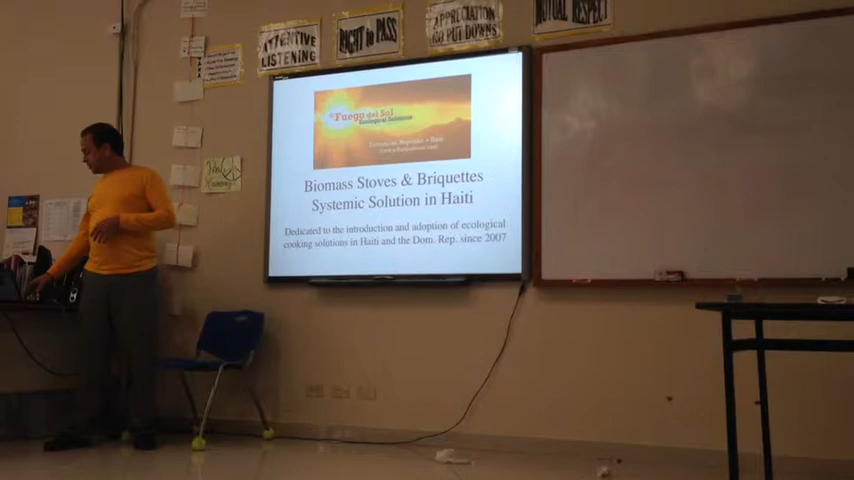 ATTENTIVE
LISTENING
RIGHT to PASS
APPRECIATION
NO PUT DOWNS
MUTUAL RESPECT
Fuego del Sol
Ecological Solutions
Biomass Stoves & Briquettes
Systemic Solution in Haiti
Dedicated to the introduction and adoption of ecological
cooking solutions in Haiti and the Dom. Rep. since 2007